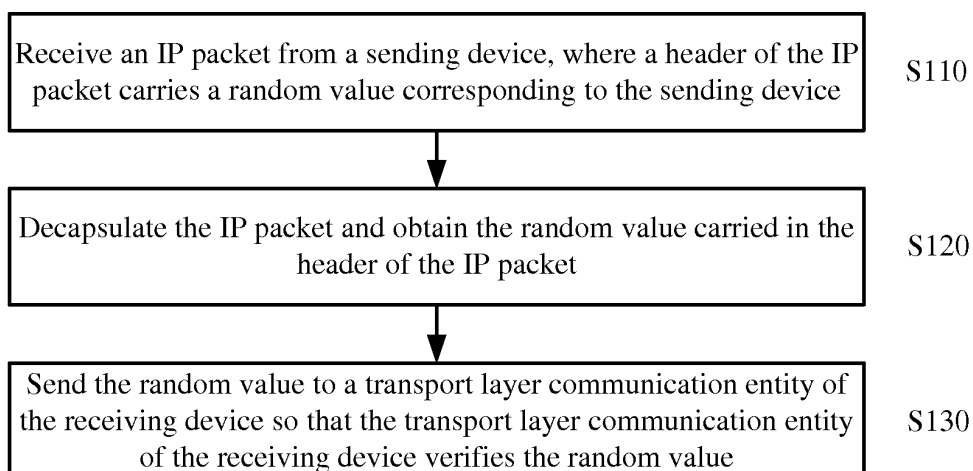 Receive an IP packet from a sending device, where a header of the IP
packet carries a random value corresponding to the sending device
S110
Decapsulate the IP packet and obtain the random value carried in the
header of the IP packet
S120
Send the random value to a transport layer communication entity of
the receiving device so that the transport layer communication entity
of the receiving device verifies the random value
S130